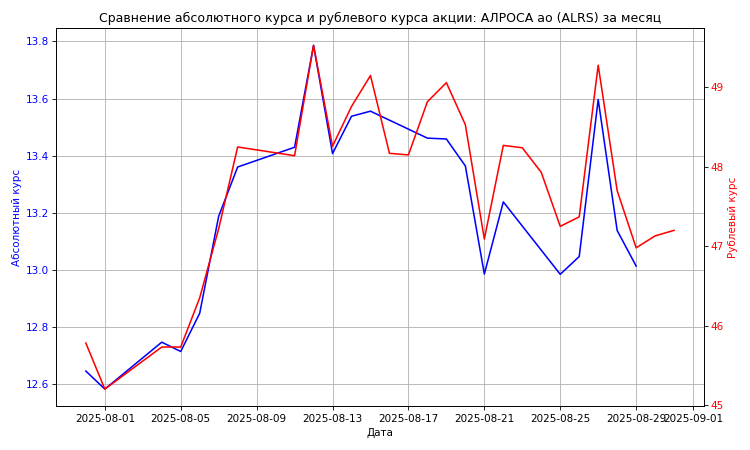 Сравнение абсолютного курса и рублевого курса акции: АЛРОСА ао (ALRS) за месяц
13.8
13.6
13.4
13.2
13.0
12.8
12.6
Абсолютный курс
49
48
47
46
45
Рублевый курс
2025-08-01 2025-08-05 2025-08-09 2025-08-13 2025-08-17 2025-08-21 2025-08-25 2025-08-29 2025-09-01
Дата